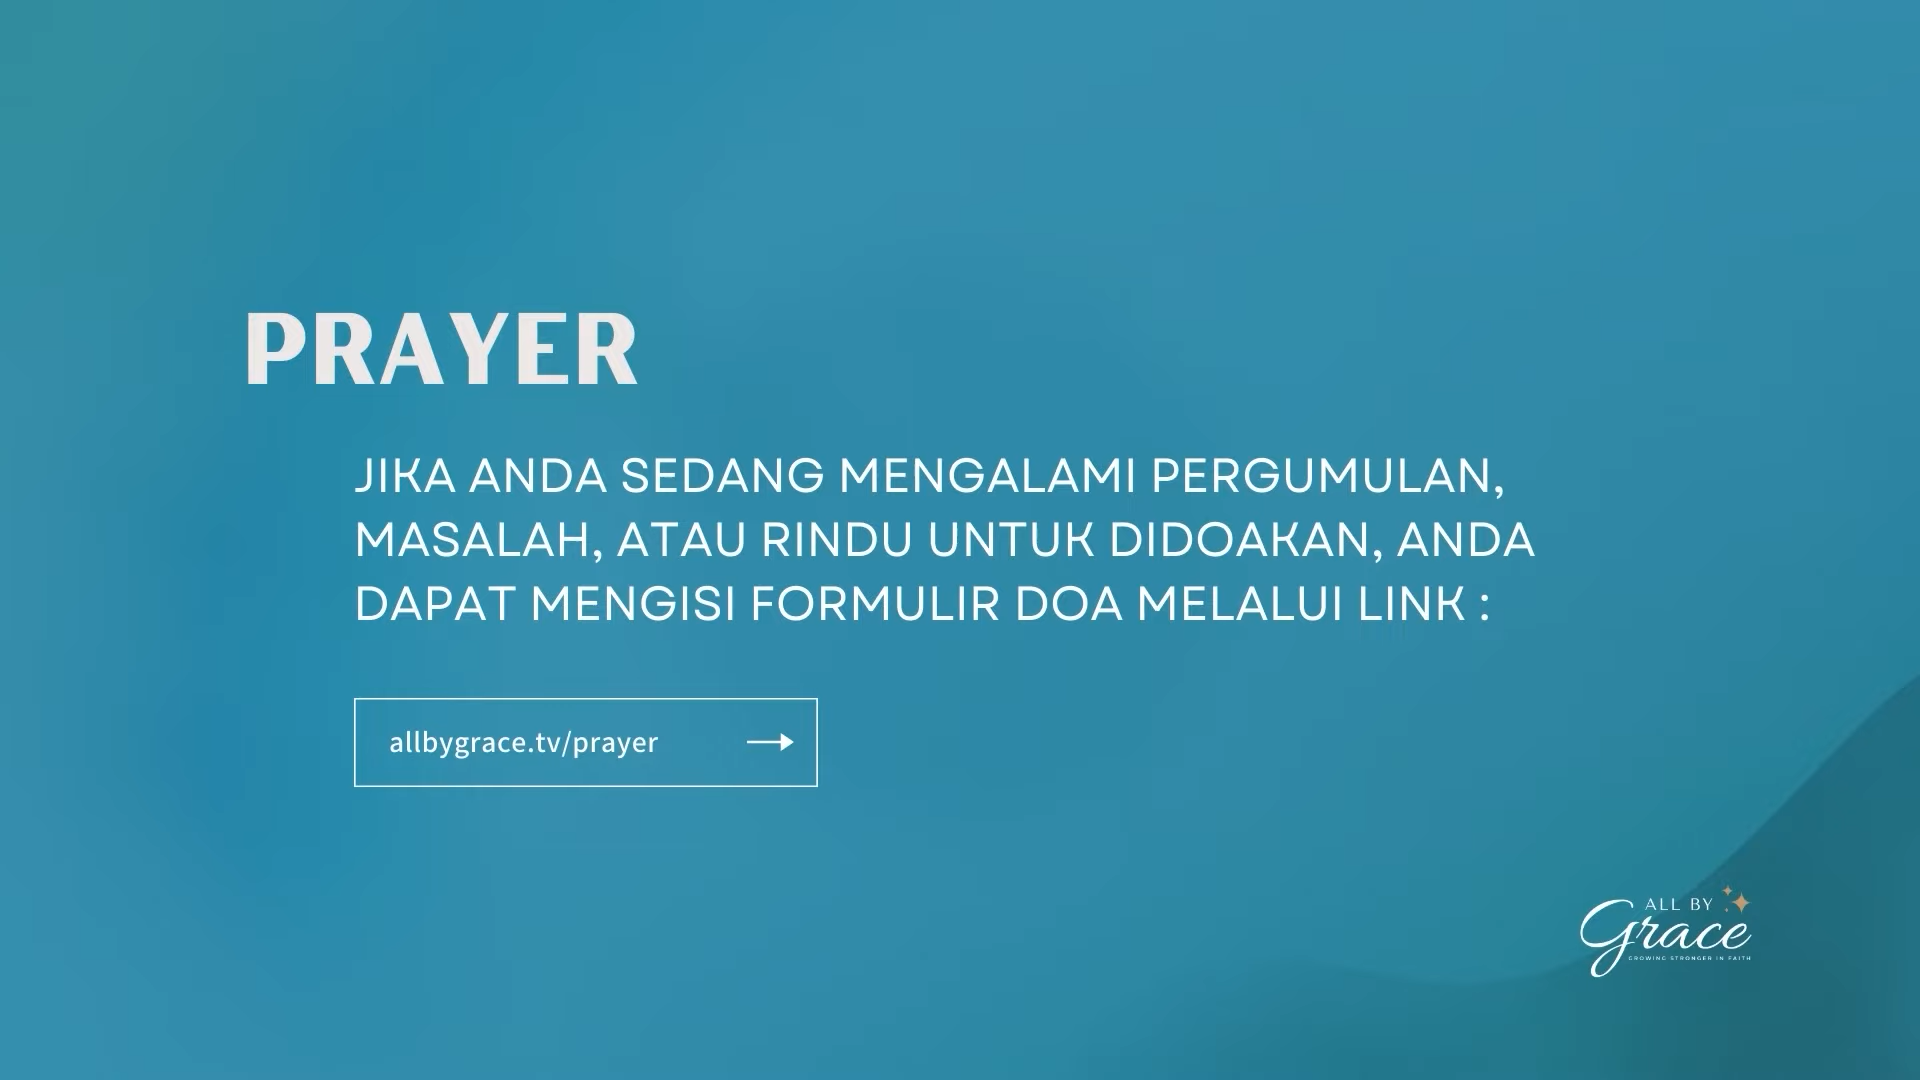 PRAYER
JIKA ANDA SEDANG MENGALAMI PERGUMULAN,
MASALAH, ATAU RINDU UNTUK DIDOAKAN, ANDA
DAPAT MENGISI FORMULIR DOA MELALUI LINK :
allbygrace.tv/prayer
ALL BY
Grace
GROWING STRONGER IN FAITH